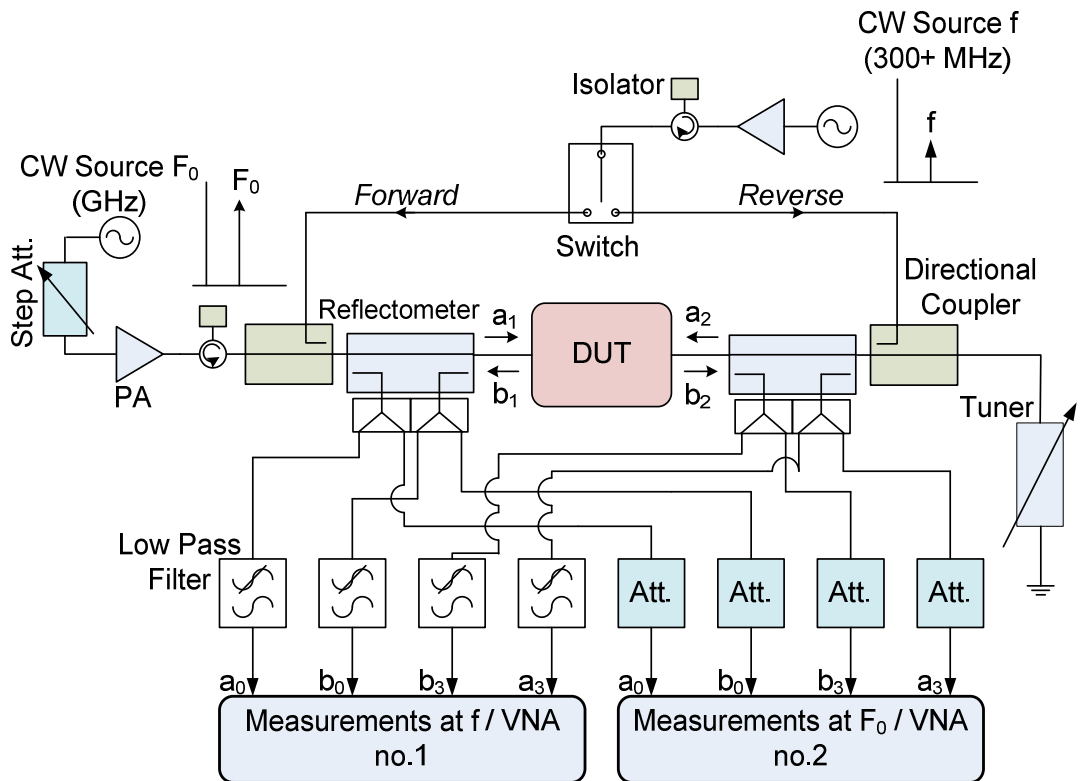 CW Source f
(300+ MHz)
f
Isolator
CW Source F₀
(GHz)
F₀
Forward
Reverse
Switch
Step Att.
PA
Reflectometer
a₁
b₁
DUT
a₂
b₂
Directional
Coupler
Tuner
Low Pass
Filter
Att.
Att.
Att.
Att.
a₀
b₀
b₃
a₃
a₀
b₀
b₃
a₃
Measurements at f / VNA
no.1
Measurements at F₀ / VNA
no.2